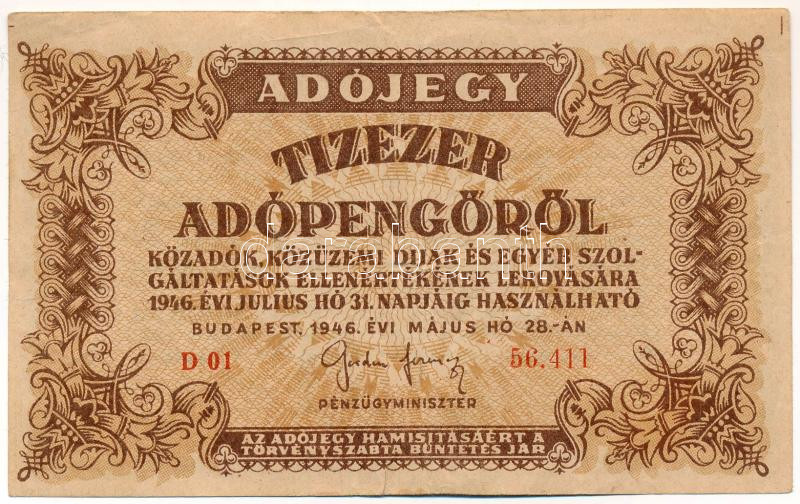 ADÓJEGY
TIZEZER
ADÓPENGŐRŐL
KÖZADÓK, KÖZÜZEMI DIJAK ÉS EGYÉB SZOL-
GÁLTATÁSOK ELLENÉRTÉKÉNEK LEROVÁSÁRA
1946. ÉVI JULIUS HÓ 31. NAPJÁIG HASZNÁLHATÓ
BUDAPEST, 1946. ÉVI MÁJUS HÓ 28.-ÁN
D 01 56.411
PÉNZÜGYMINISZTER
AZ ADÓJEGY HAMISITÁSÁÉRT A
TÖRVÉNYSZABTA BÜNTETÉS JÁR
darabanth